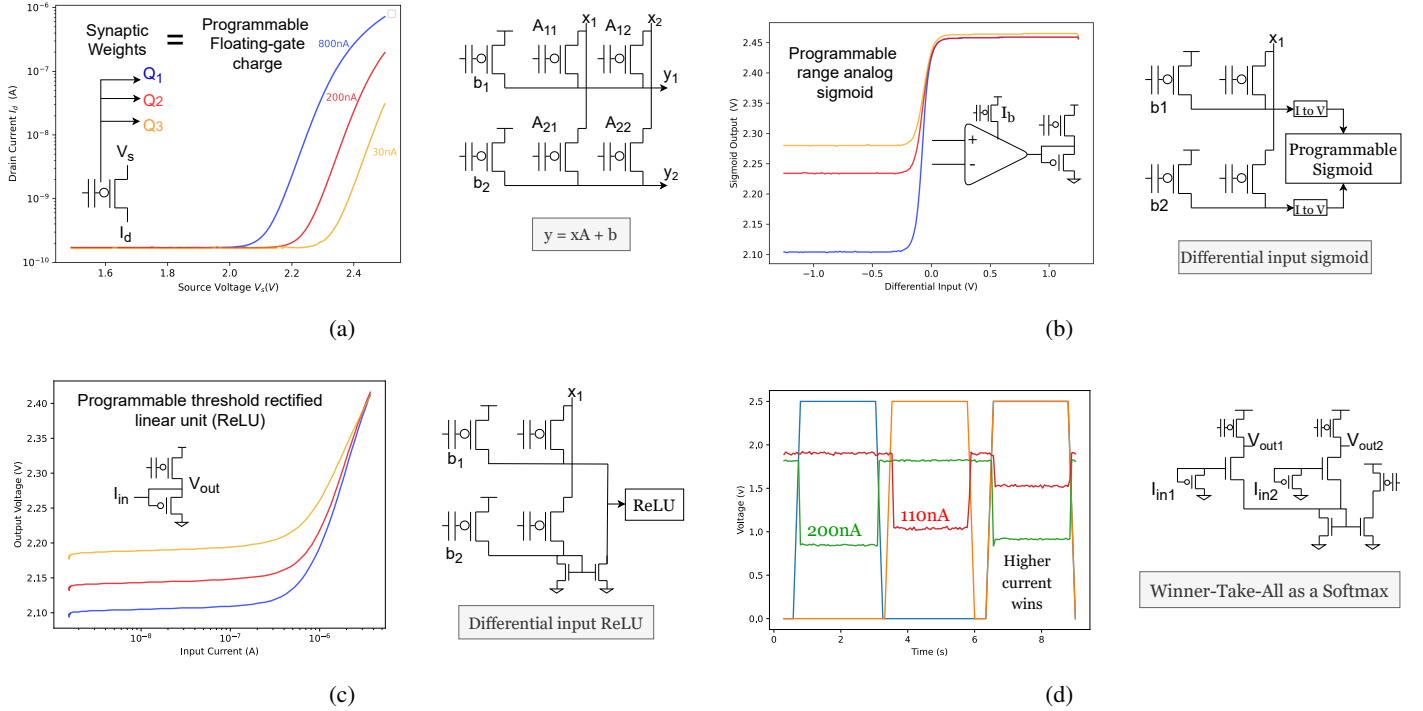 Synaptic
Weights
=
Programmable
Floating-gate
charge
Q1
Q2
Q3
Vs
Id
800nA
200nA
30nA
10⁻⁶
10⁻⁷
10⁻⁸
10⁻⁹
10⁻¹⁰
Drain Current Id (A)
1.6 1.8 2.0 2.2 2.4
Source Voltage Vs(V)
A11 x1 A12 x2
b1 y1
A21 A22
b2 y2
y = xA + b
(a)
Programmable
range analog
sigmoid
Ib
+
-
2.45
2.40
2.35
2.30
2.25
2.20
2.15
2.10
Sigmoid Output (V)
−1.0 −0.5 0.0 0.5 1.0
Differential Input (V)
x1
b1
I to V
Programmable
Sigmoid
b2
I to V
Differential input sigmoid
(b)
Programmable threshold rectified
linear unit (ReLU)
Iin
Vout
2.40
2.35
2.30
2.25
2.20
2.15
2.10
Output Voltage (V)
10⁻⁸ 10⁻⁷ 10⁻⁶
Input Current (A)
x1
b1
ReLU
b2
Differential input ReLU
(c)
2.5
2.0
1.5
1.0
0.5
0.0
Voltage (v)
200nA
110nA
Higher
current
wins
0 2 4 6 8
Time (s)
Vout1 Vout2
Iin1 Iin2
Winner-Take-All as a Softmax
(d)